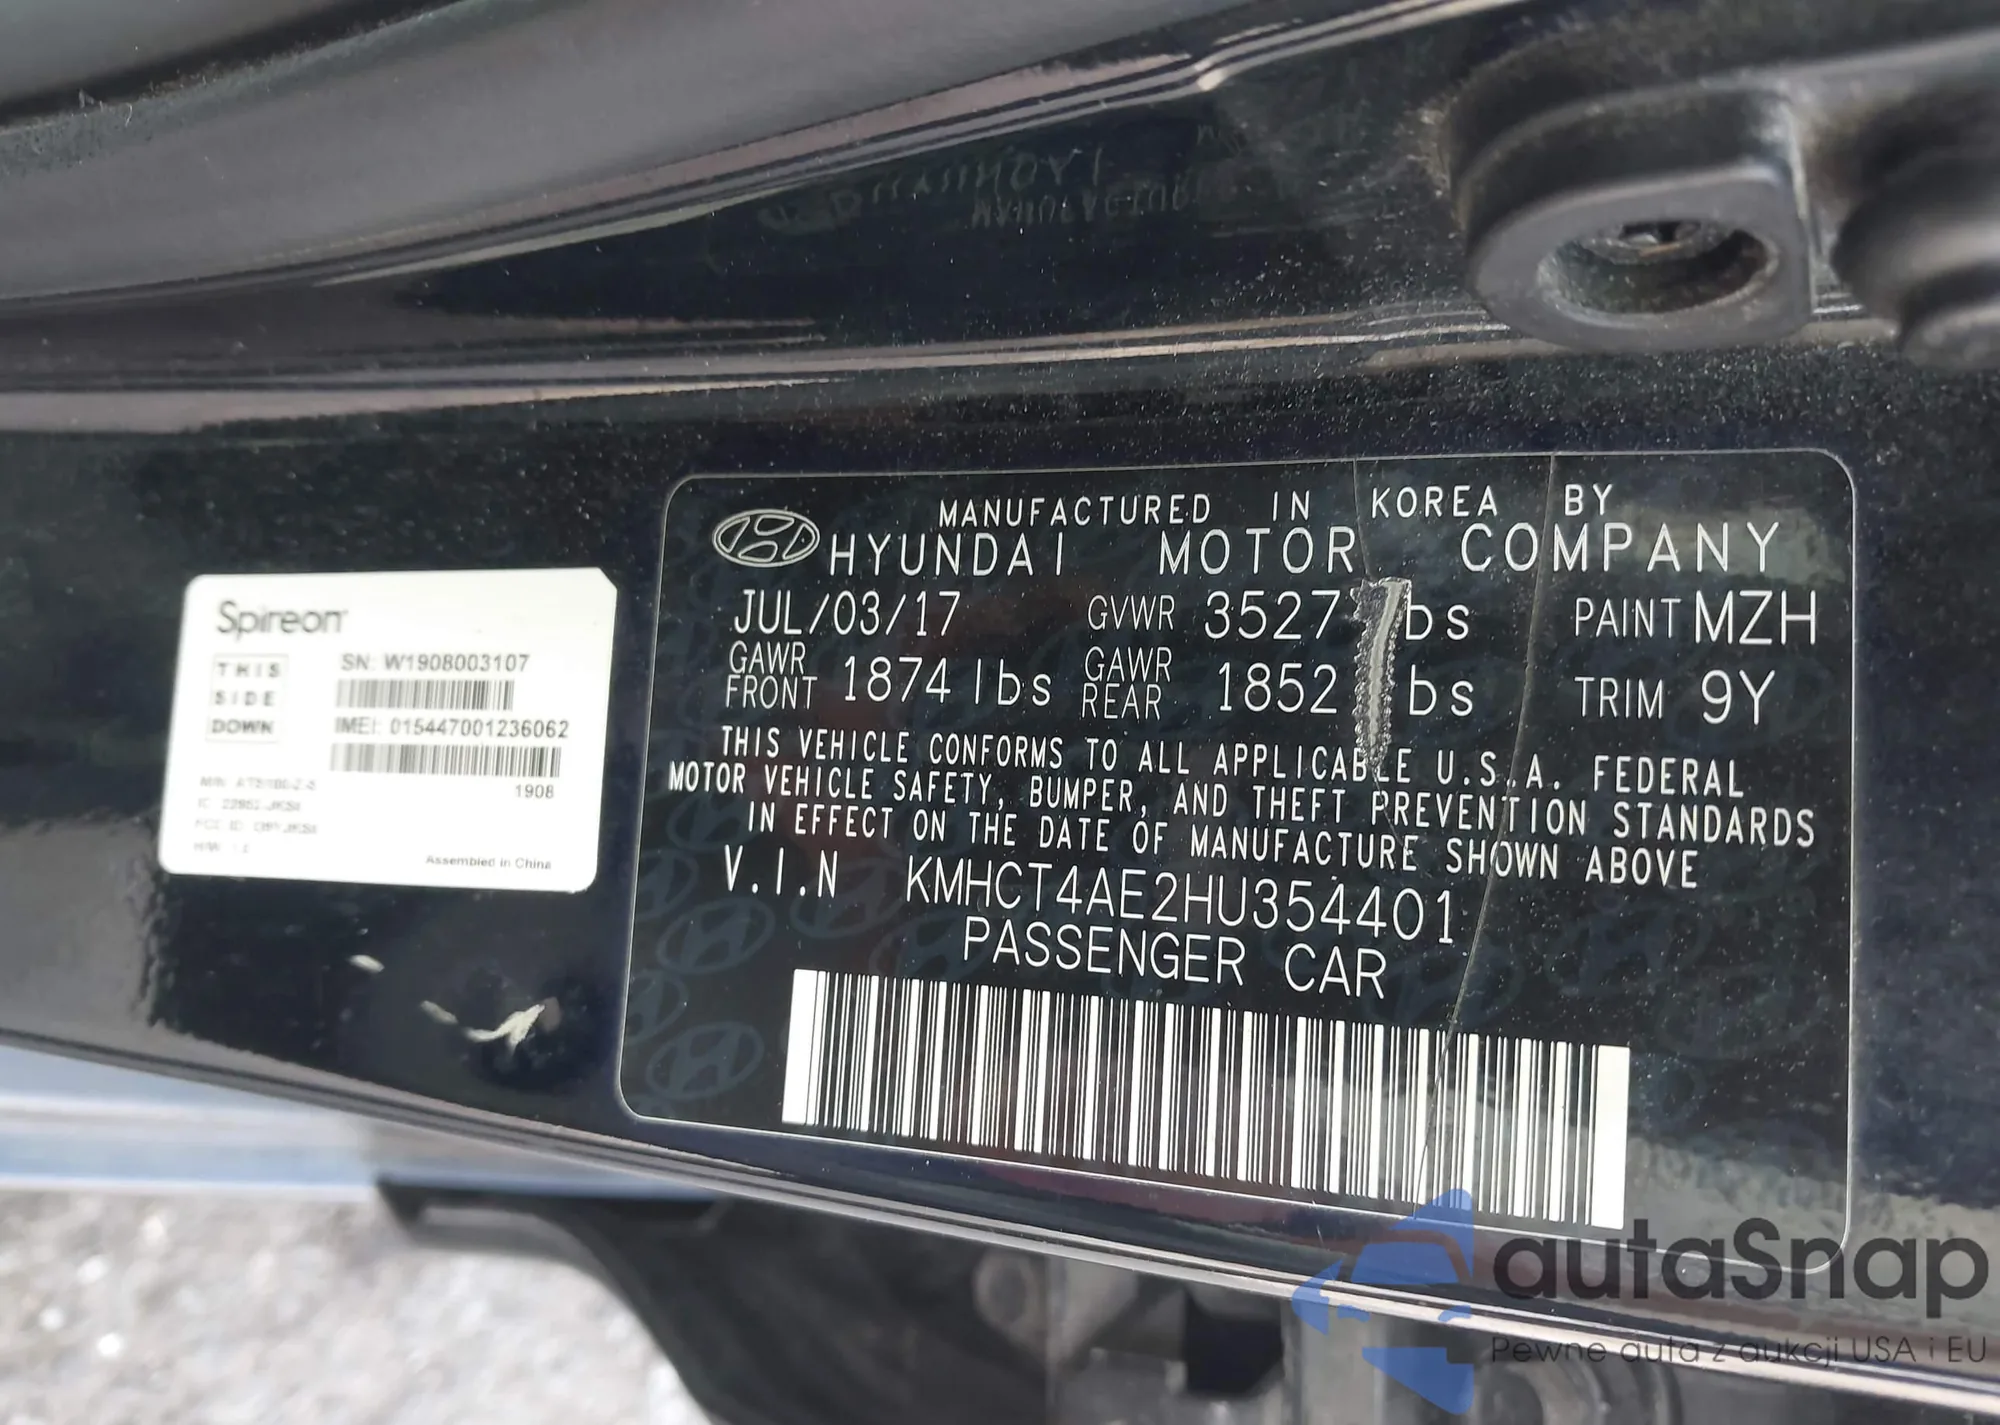 Spireon
THIS
SIDE
DOWN
SN: W1908003107
IMEI: 015447001236062
1908
Assembled in China
MANUFACTURED IN KOREA BY
HYUNDAI MOTOR COMPANY
JUL/03/17 GVWR 3527 lbs PAINT MZH
GAWR FRONT 1874 lbs GAWR REAR 1852 lbs TRIM 9Y
THIS VEHICLE CONFORMS TO ALL APPLICABLE U.S.A. FEDERAL
MOTOR VEHICLE SAFETY, BUMPER, AND THEFT PREVENTION STANDARDS
IN EFFECT ON THE DATE OF MANUFACTURE SHOWN ABOVE
V.I.N KMHCT4AE2HU354401
PASSENGER CAR
autaSnap
Pewne auta z aukcji USA i EU